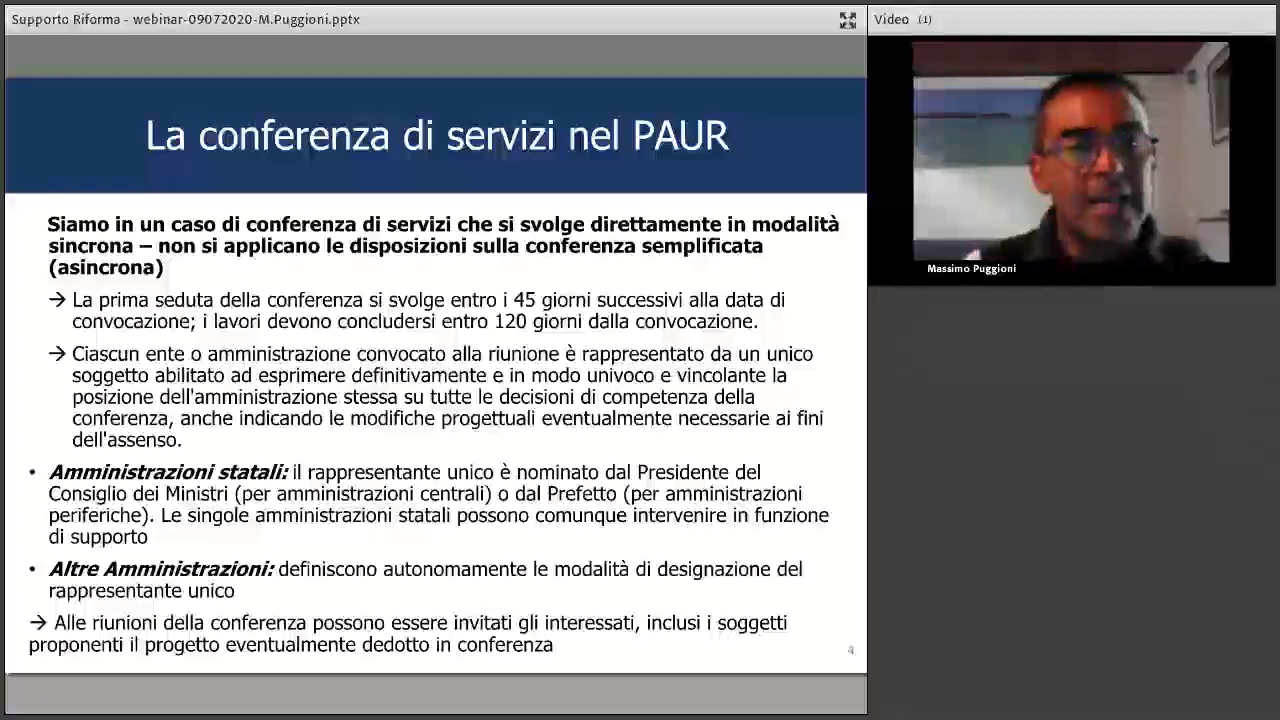 Supporto Riforma - webinar-09072020-M.Puggioni.pptx
Video (1)
Massimo Puggioni
La conferenza di servizi nel PAUR
Siamo in un caso di conferenza di servizi che si svolge direttamente in modalità
sincrona – non si applicano le disposizioni sulla conferenza semplificata
(asincrona)
→ La prima seduta della conferenza si svolge entro i 45 giorni successivi alla data di
convocazione; i lavori devono concludersi entro 120 giorni dalla convocazione.
→ Ciascun ente o amministrazione convocato alla riunione è rappresentato da un unico
soggetto abilitato ad esprimere definitivamente e in modo univoco e vincolante la
posizione dell'amministrazione stessa su tutte le decisioni di competenza della
conferenza, anche indicando le modifiche progettuali eventualmente necessarie ai fini
dell'assenso.
• Amministrazioni statali: il rappresentante unico è nominato dal Presidente del
Consiglio dei Ministri (per amministrazioni centrali) o dal Prefetto (per amministrazioni
periferiche). Le singole amministrazioni statali possono comunque intervenire in funzione
di supporto
• Altre Amministrazioni: definiscono autonomamente le modalità di designazione del
rappresentante unico
→ Alle riunioni della conferenza possono essere invitati gli interessati, inclusi i soggetti
proponenti il progetto eventualmente dedotto in conferenza
4